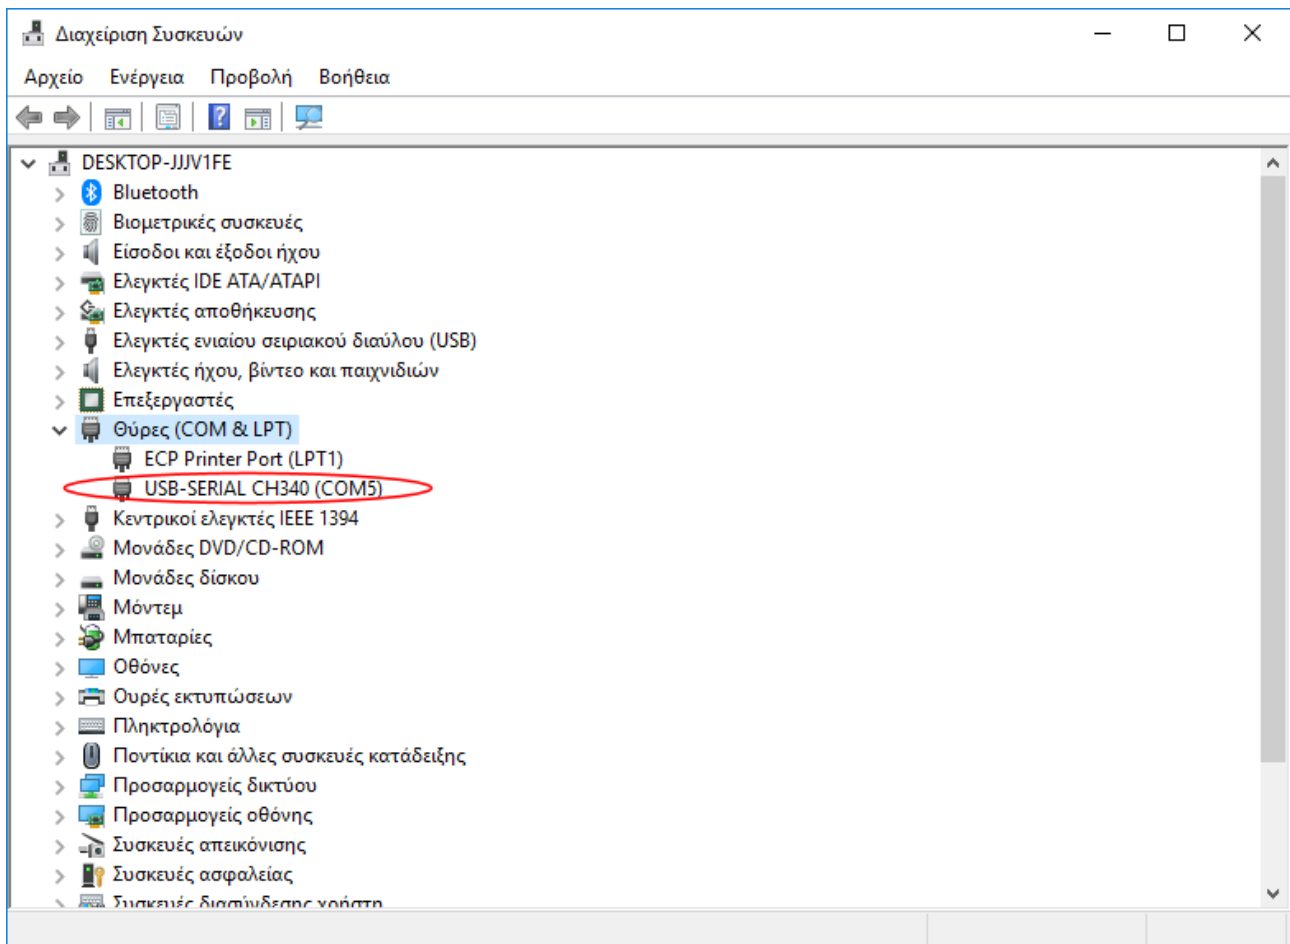 Διαχείριση Συσκευών
Αρχείο Ενέργεια Προβολή Βοήθεια
DESKTOP-JJJV1FE
Bluetooth
Βιομετρικές συσκευές
Είσοδοι και έξοδοι ήχου
Ελεγκτές IDE ATA/ATAPI
Ελεγκτές αποθήκευσης
Ελεγκτές ενιαίου σειριακού διαύλου (USB)
Ελεγκτές ήχου, βίντεο και παιχνιδιών
Επεξεργαστές
Θύρες (COM & LPT)
ECP Printer Port (LPT1)
USB-SERIAL CH340 (COM5)
Κεντρικοί ελεγκτές IEEE 1394
Μονάδες DVD/CD-ROM
Μονάδες δίσκου
Μόντεμ
Μπαταρίες
Οθόνες
Ουρές εκτυπώσεων
Πληκτρολόγια
Ποντίκια και άλλες συσκευές κατάδειξης
Προσαρμογείς δικτύου
Προσαρμογείς οθόνης
Συσκευές απεικόνισης
Συσκευές ασφαλείας
Συσκευές διασύνδεσης χρήστη